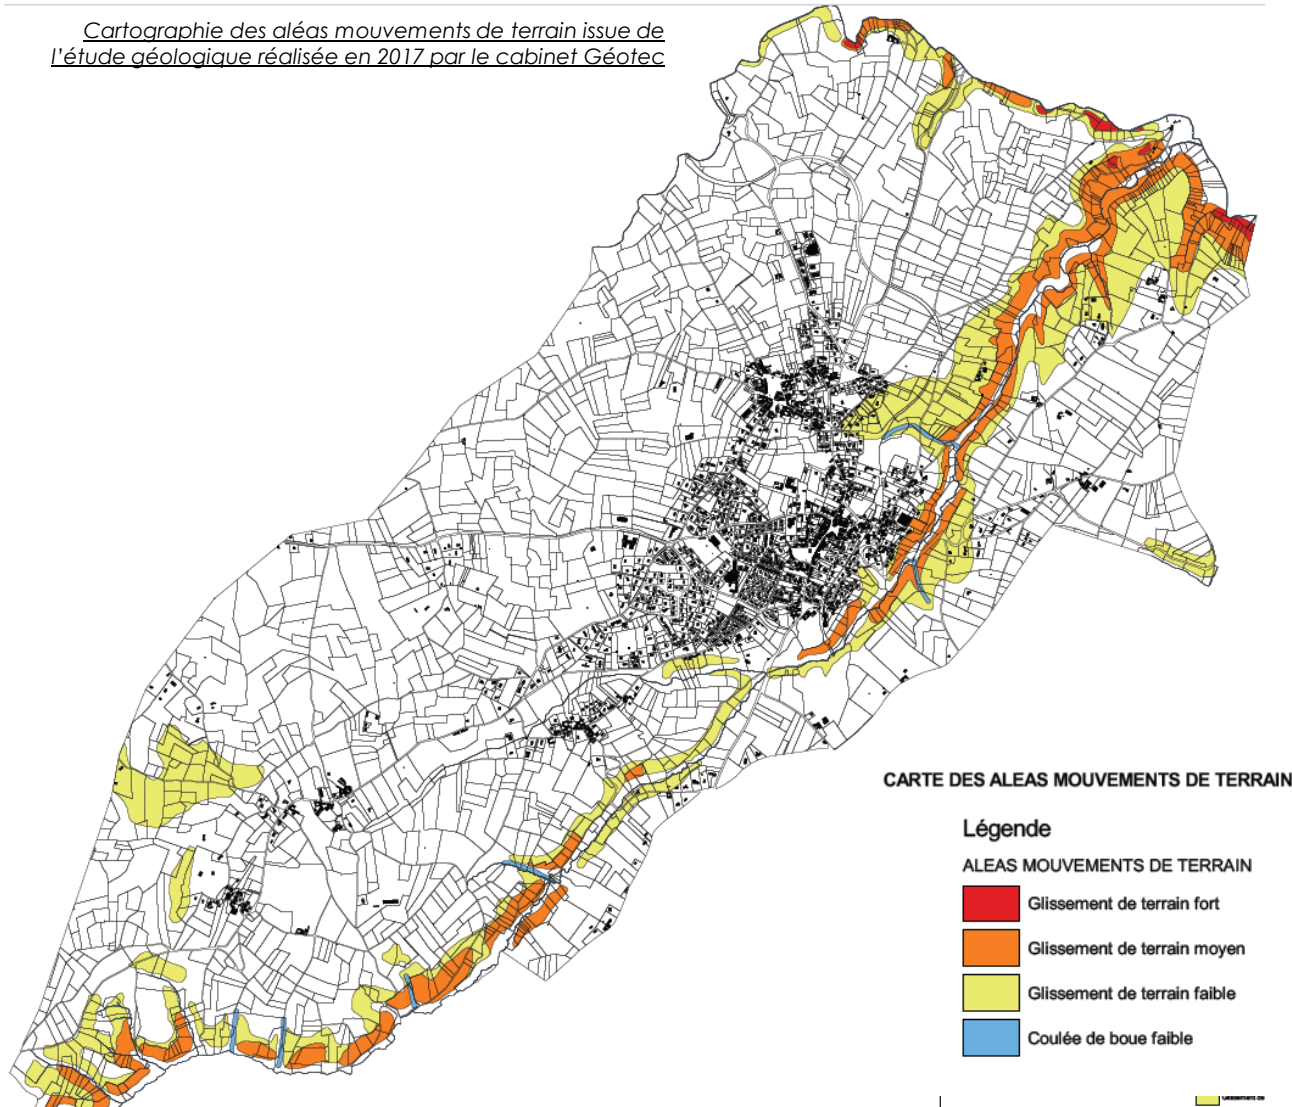 Cartographie des aléas mouvements de terrain issue de
l'étude géologique réalisée en 2017 par le cabinet Géotec
CARTE DES ALEAS MOUVEMENTS DE TERRAIN
Légende
ALEAS MOUVEMENTS DE TERRAIN
Glissement de terrain fort
Glissement de terrain moyen
Glissement de terrain faible
Coulée de boue faible
Glissement de